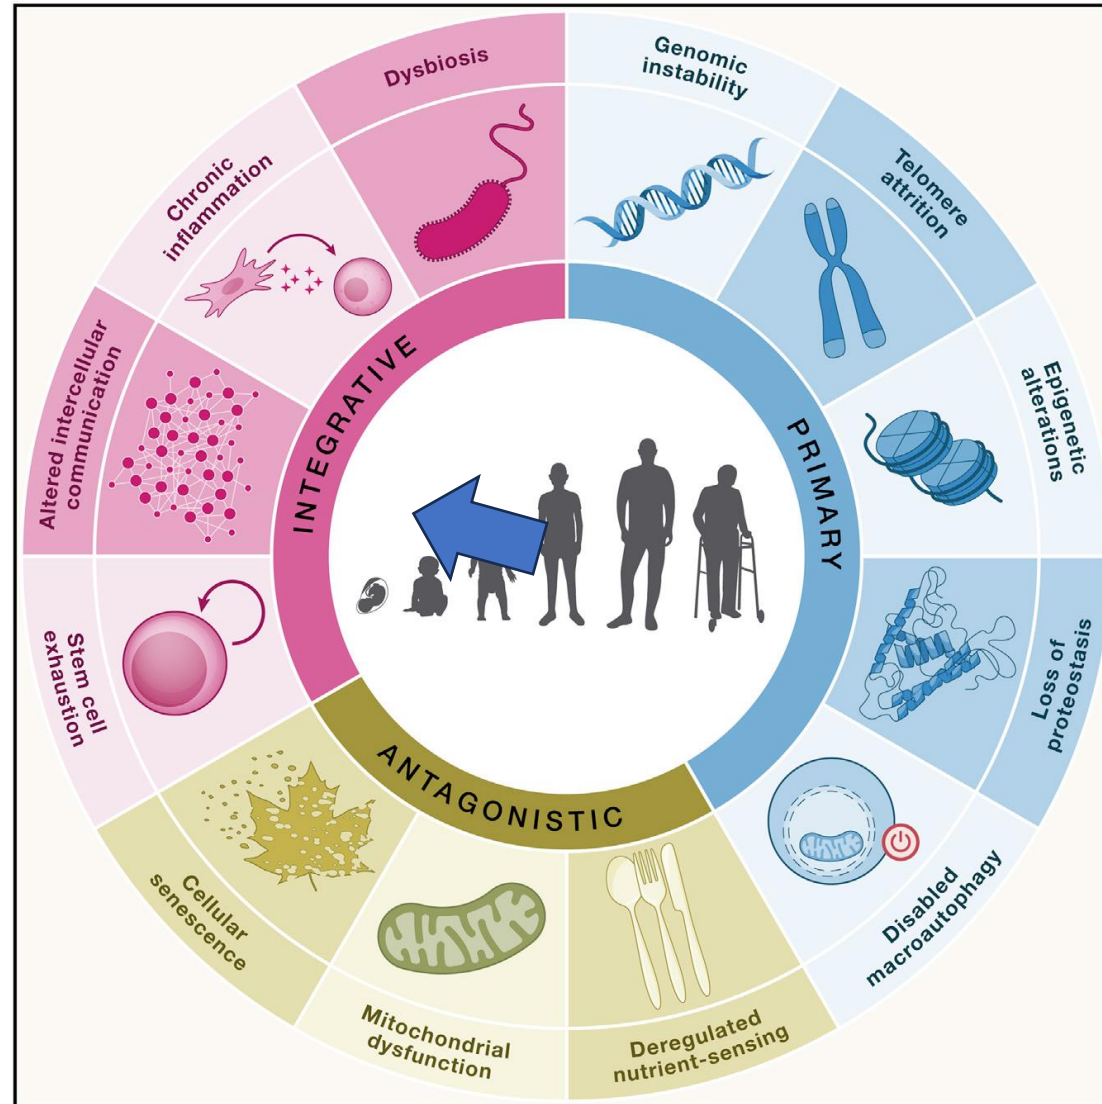 Dysbiosis
Genomic
instability
Telomere
attrition
Epigenetic
alterations
Loss of
proteostasis
Disabled
macroautophagy
Deregulated
nutrient-sensing
Mitochondrial
dysfunction
Cellular
senescence
Stem cell
exhaustion
Altered intercellular
communication
Chronic
inflammation
INTEGRATIVE
PRIMARY
ANTAGONISTIC